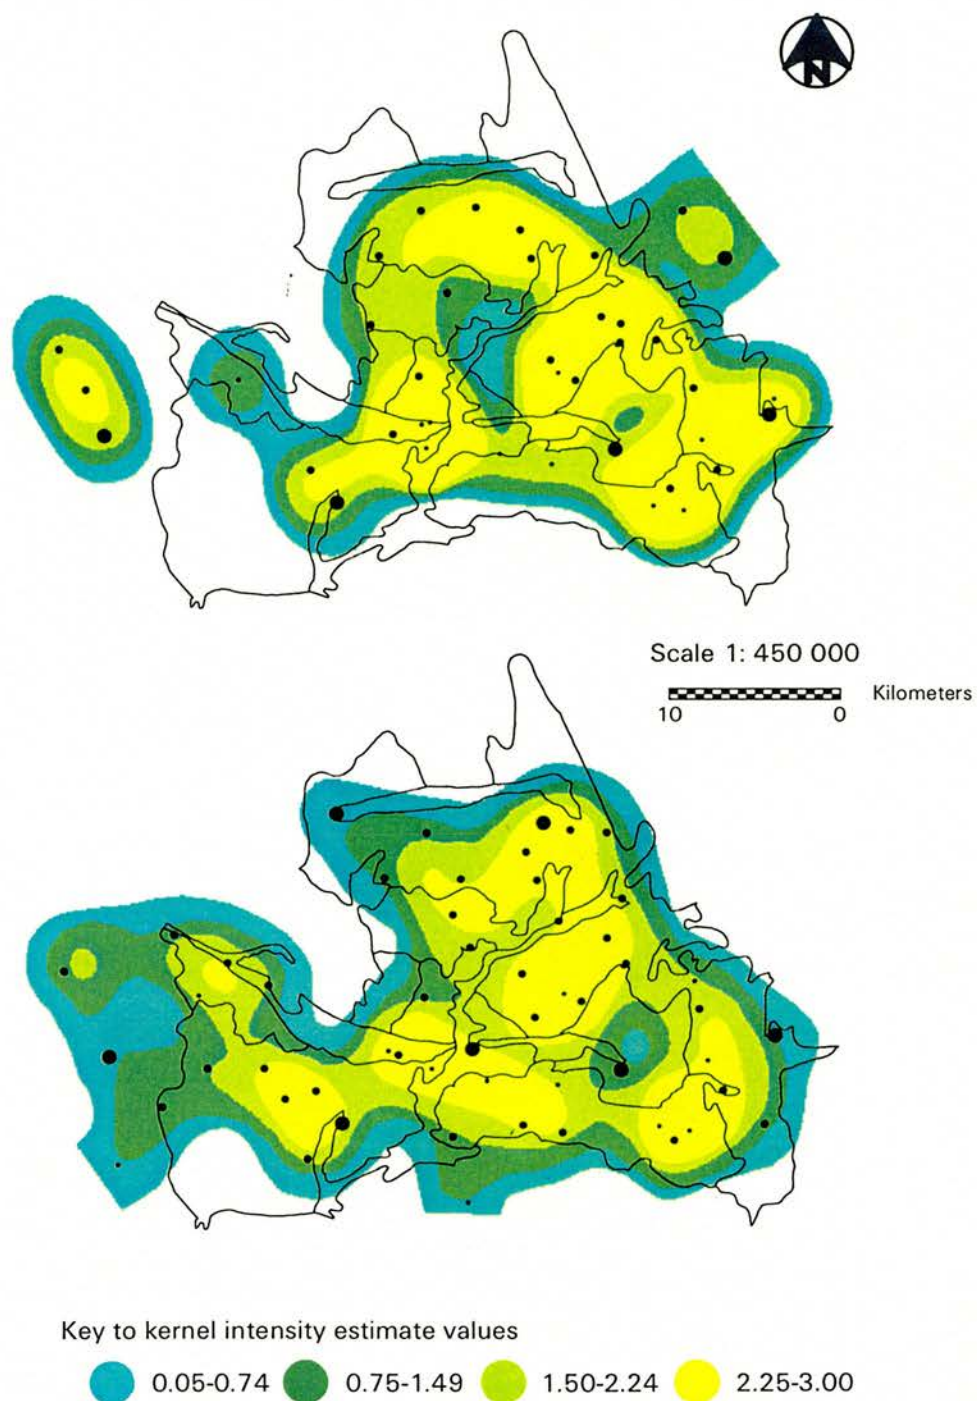 N
Scale 1: 450 000
10 0 Kilometers
Key to kernel intensity estimate values
0.05-0.74 0.75-1.49 1.50-2.24 2.25-3.00